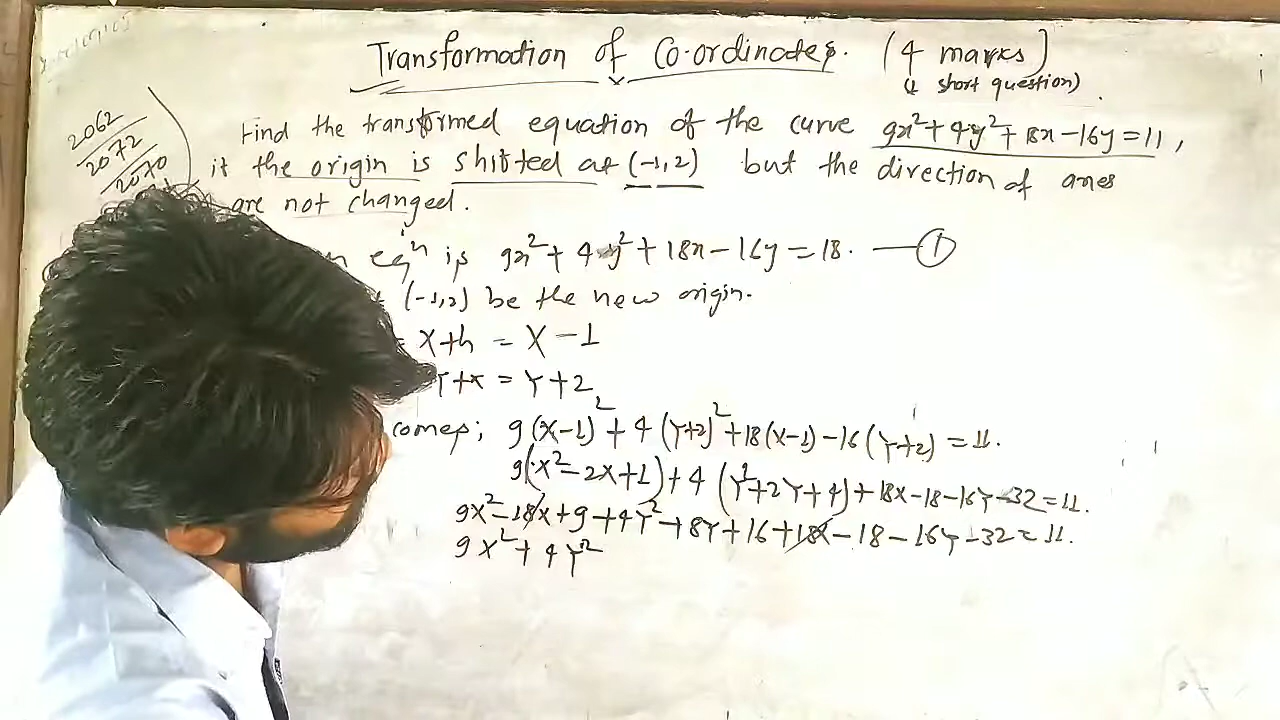 Transformation of Co-ordinates. (4 marks)
(1 short question).
2062
2072
2070
Find the transformed equation of the curve 9x²+4y²+18x-16y=11,
if the origin is shifted at (-1,2) but the direction of axes
are not changed.
eqⁿ is 9x²+4y²+18x-16y=18. —①
(-1,2) be the new origin.
= X+h = X-1
Y+k = Y+2
comes; 9(X-1)²+4(Y+2)²+18(X-1)-16(Y+2)=11.
9(X²-2X+1)+4(Y²+2Y+4)+18X-18-16Y-32=11.
9X²-18X+9+4Y²+8Y+16+18X-18-16Y-32=11.
9X²+4Y²